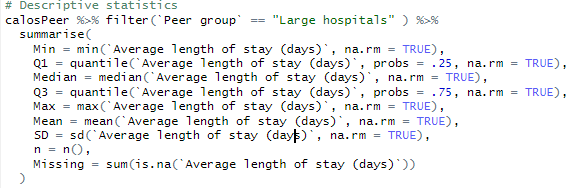 # Descriptive statistics
calosPeer %>% filter(`Peer group` == "Large hospitals" ) %>%
summarise(
Min = min(`Average length of stay (days)`, na.rm = TRUE),
Q1 = quantile(`Average length of stay (days)`, probs = .25, na.rm = TRUE),
Median = median(`Average length of stay (days)`, na.rm = TRUE),
Q3 = quantile(`Average length of stay (days)`, probs = .75, na.rm = TRUE),
Max = max(`Average length of stay (days)`, na.rm = TRUE),
Mean = mean(`Average length of stay (days)`, na.rm = TRUE),
SD = sd(`Average length of stay (days)`, na.rm = TRUE),
n = n(),
Missing = sum(is.na(`Average length of stay (days)`))
)